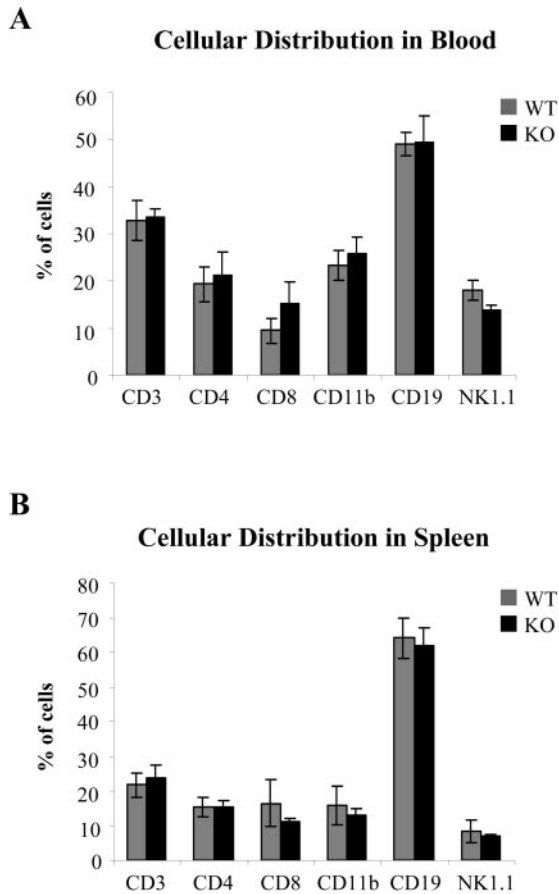 A
Cellular Distribution in Blood
WT
KO
% of cells
60
50
40
30
20
10
0
CD3 CD4 CD8 CD11b CD19 NK1.1
B
Cellular Distribution in Spleen
WT
KO
% of cells
80
70
60
50
40
30
20
10
0
CD3 CD4 CD8 CD11b CD19 NK1.1